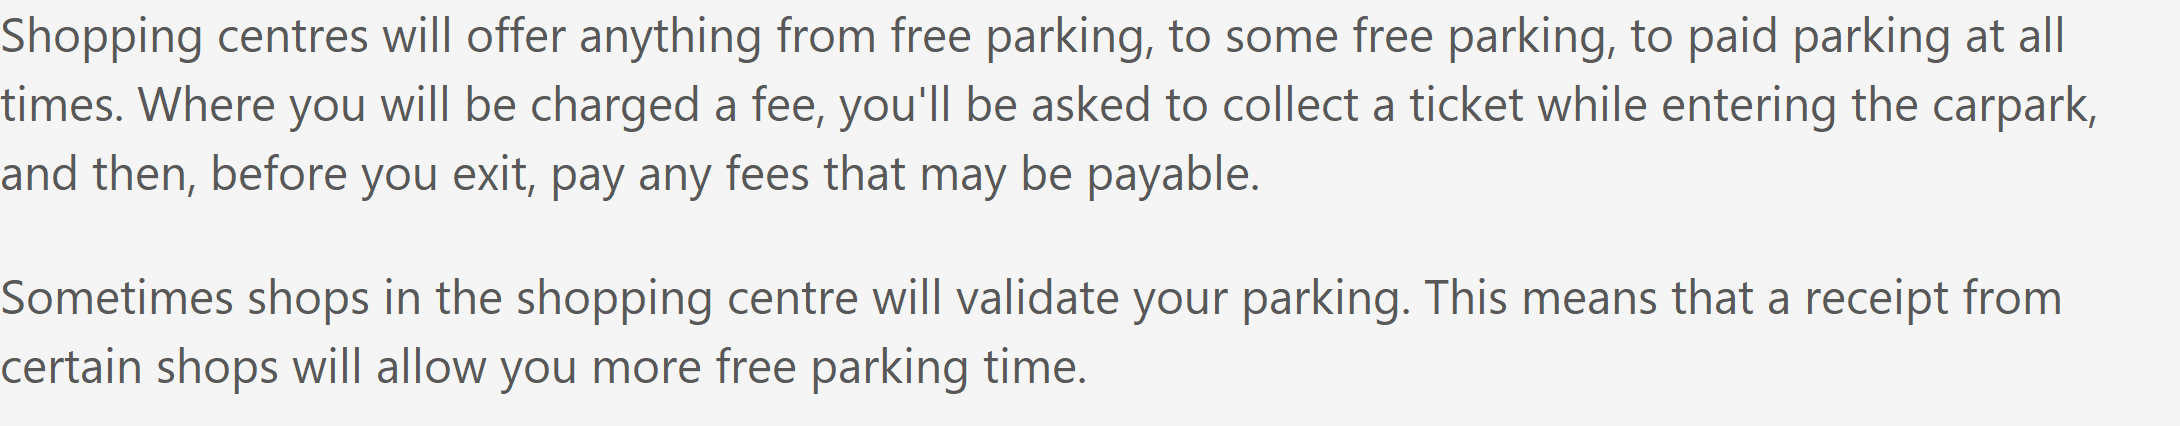 Shopping centres will offer anything from free parking, to some free parking, to paid parking at all
times. Where you will be charged a fee, you'll be asked to collect a ticket while entering the carpark,
and then, before you exit, pay any fees that may be payable.
Sometimes shops in the shopping centre will validate your parking. This means that a receipt from
certain shops will allow you more free parking time.